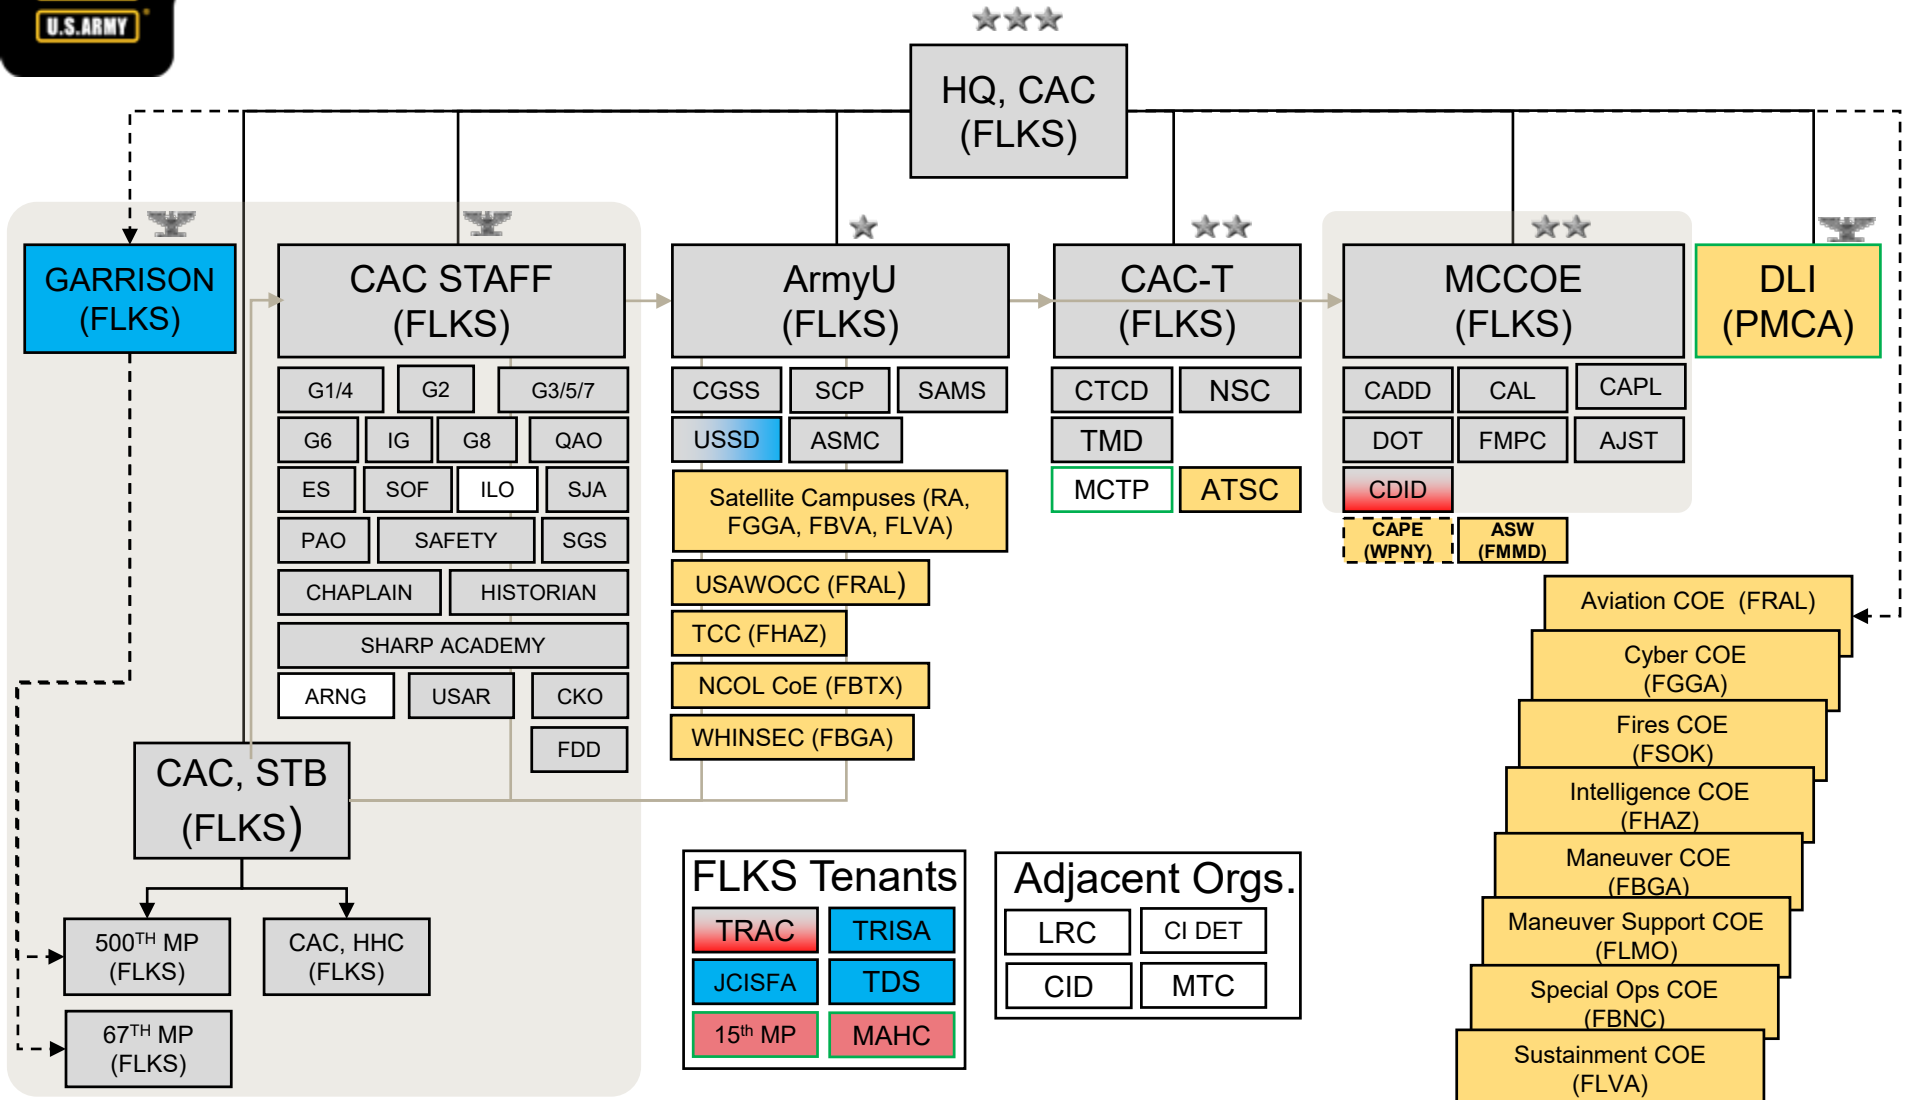 U.S.ARMY
HQ, CAC
(FLKS)
GARRISON
(FLKS)
CAC STAFF
(FLKS)
ArmyU
(FLKS)
CAC-T
(FLKS)
MCCOE
(FLKS)
DLI
(PMCA)
G1/4
G2
G3/5/7
G6
IG
G8
QAO
ES
SOF
ILO
SJA
PAO
SAFETY
SGS
CHAPLAIN
HISTORIAN
SHARP ACADEMY
ARNG
USAR
CKO
FDD
CAC, STB
(FLKS)
500TH MP
(FLKS)
CAC, HHC
(FLKS)
67TH MP
(FLKS)
CGSS
SCP
SAMS
USSD
ASMC
Satellite Campuses (RA,
FGGA, FBVA, FLVA)
USAWOCC (FRAL)
TCC (FHAZ)
NCOL CoE (FBTX)
WHINSEC (FBGA)
CTCD
NSC
TMD
MCTP
ATSC
CADD
CAL
CAPL
DOT
FMPC
AJST
CDID
CAPE
(WPNY)
ASW
(FMMD)
Aviation COE (FRAL)
Cyber COE
(FGGA)
Fires COE
(FSOK)
Intelligence COE
(FHAZ)
Maneuver COE
(FBGA)
Maneuver Support COE
(FLMO)
Special Ops COE
(FBNC)
Sustainment COE
(FLVA)
FLKS Tenants
TRAC
TRISA
JCISFA
TDS
15th MP
MAHC
Adjacent Orgs.
LRC
CI DET
CID
MTC